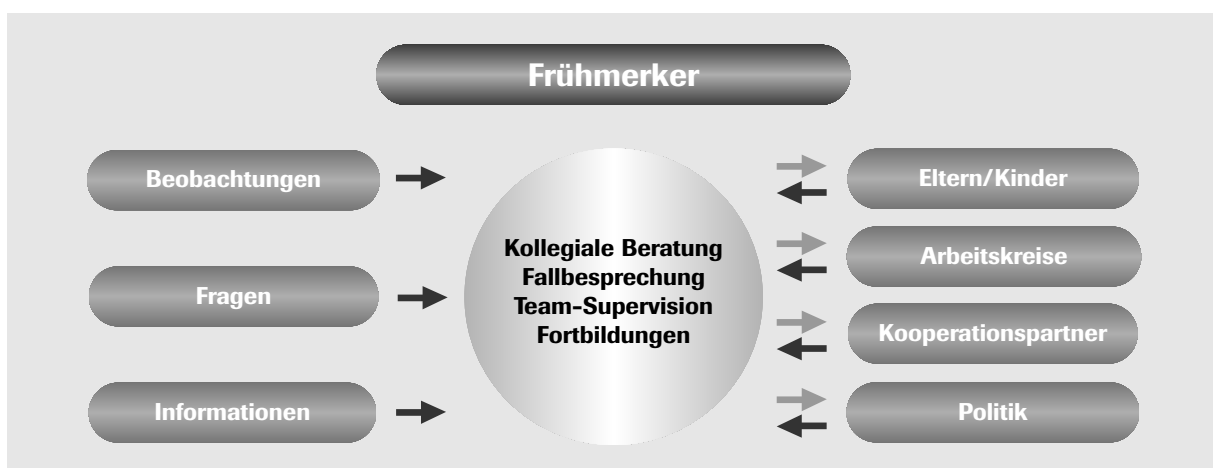 Frühmerker
Beobachtungen
Fragen
Informationen
Kollegiale Beratung
Fallbesprechung
Team-Supervision
Fortbildungen
Eltern/Kinder
Arbeitskreise
Kooperationspartner
Politik